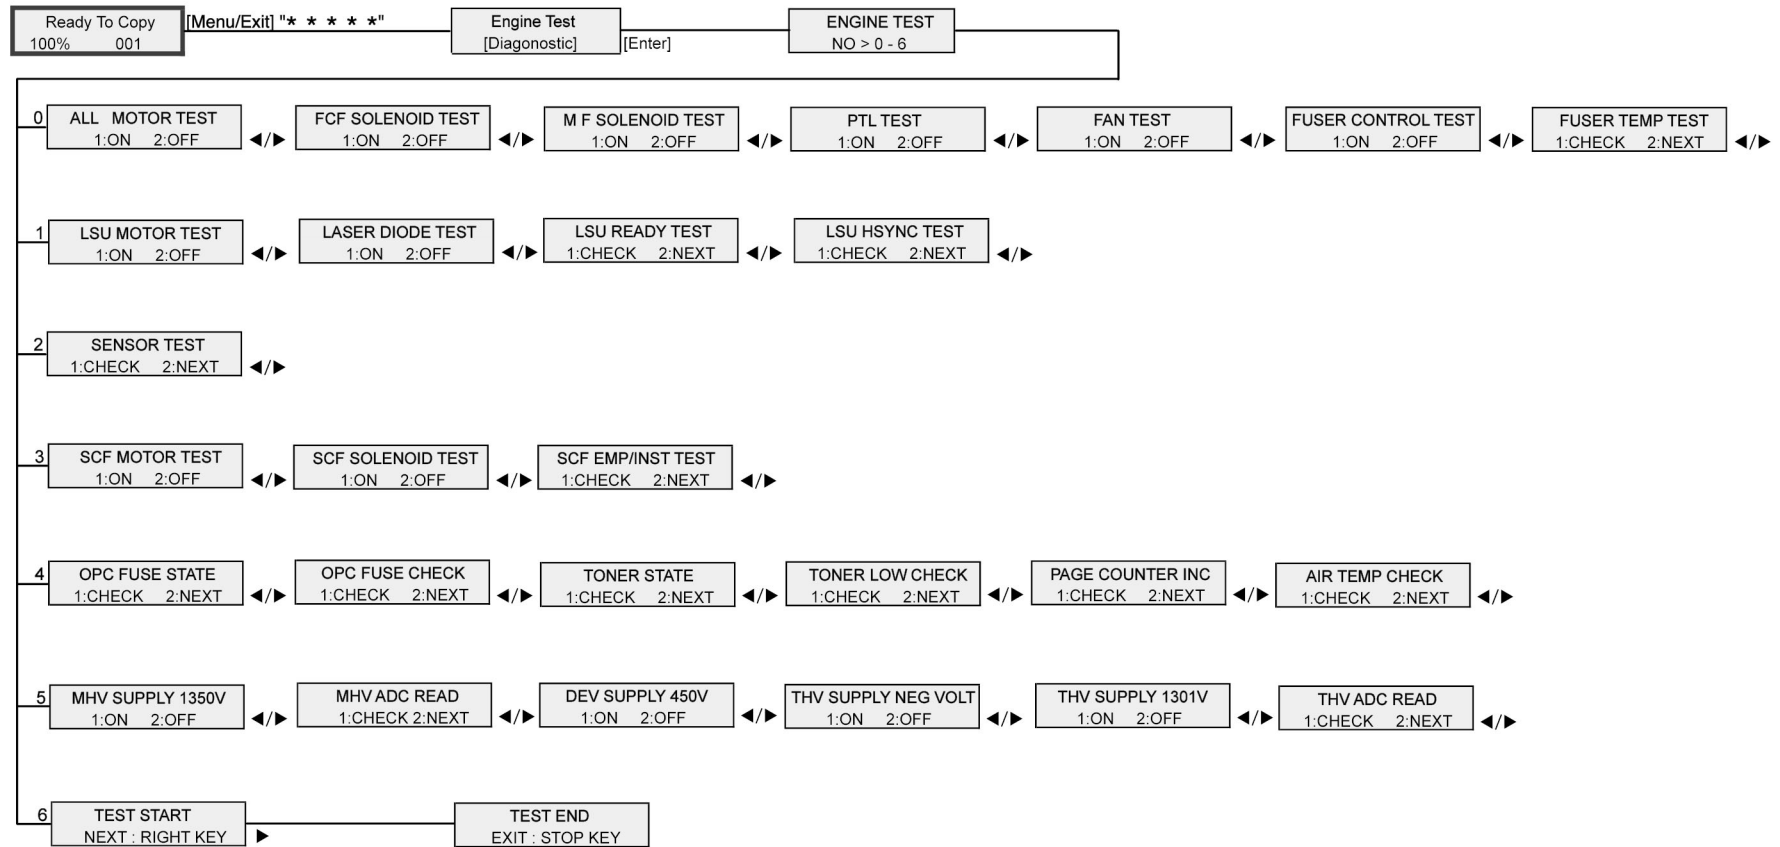 Ready To Copy
100% 001
[Menu/Exit] "* * * * *"
Engine Test
[Diagonostic]
[Enter]
ENGINE TEST
NO > 0 - 6
0
ALL MOTOR TEST
1:ON 2:OFF
◀/▶
FCF SOLENOID TEST
1:ON 2:OFF
◀/▶
M F SOLENOID TEST
1:ON 2:OFF
◀/▶
PTL TEST
1:ON 2:OFF
◀/▶
FAN TEST
1:ON 2:OFF
◀/▶
FUSER CONTROL TEST
1:ON 2:OFF
◀/▶
FUSER TEMP TEST
1:CHECK 2:NEXT
◀/▶
1
LSU MOTOR TEST
1:ON 2:OFF
◀/▶
LASER DIODE TEST
1:ON 2:OFF
◀/▶
LSU READY TEST
1:CHECK 2:NEXT
◀/▶
LSU HSYNC TEST
1:CHECK 2:NEXT
◀/▶
2
SENSOR TEST
1:CHECK 2:NEXT
◀/▶
3
SCF MOTOR TEST
1:ON 2:OFF
◀/▶
SCF SOLENOID TEST
1:ON 2:OFF
◀/▶
SCF EMP/INST TEST
1:CHECK 2:NEXT
◀/▶
4
OPC FUSE STATE
1:CHECK 2:NEXT
◀/▶
OPC FUSE CHECK
1:CHECK 2:NEXT
◀/▶
TONER STATE
1:CHECK 2:NEXT
◀/▶
TONER LOW CHECK
1:CHECK 2:NEXT
◀/▶
PAGE COUNTER INC
1:CHECK 2:NEXT
◀/▶
AIR TEMP CHECK
1:CHECK 2:NEXT
◀/▶
5
MHV SUPPLY 1350V
1:ON 2:OFF
◀/▶
MHV ADC READ
1:CHECK 2:NEXT
◀/▶
DEV SUPPLY 450V
1:ON 2:OFF
◀/▶
THV SUPPLY NEG VOLT
1:ON 2:OFF
◀/▶
THV SUPPLY 1301V
1:ON 2:OFF
◀/▶
THV ADC READ
1:CHECK 2:NEXT
◀/▶
6
TEST START
NEXT : RIGHT KEY
▶
TEST END
EXIT : STOP KEY